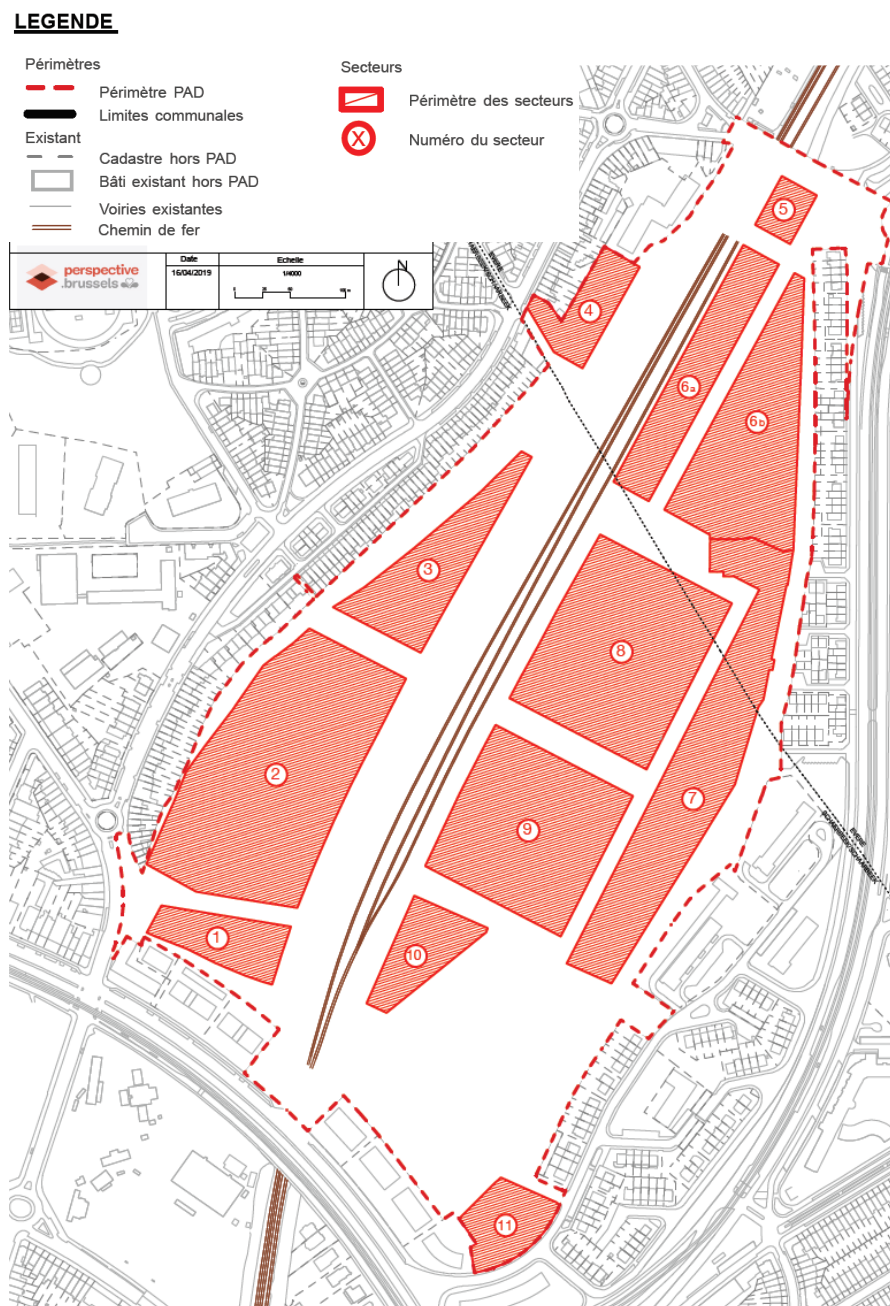 LEGENDE
Périmètres
Périmètre PAD
Limites communales
Existant
Cadastre hors PAD
Bâti existant hors PAD
Voiries existantes
Chemin de fer
Secteurs
Périmètre des secteurs
X
Numéro du secteur
perspective
.brussels
Date
16/04/2019
Echelle
1/4000
N
5
4
6a
6b
3
8
2
7
9
1
10
11